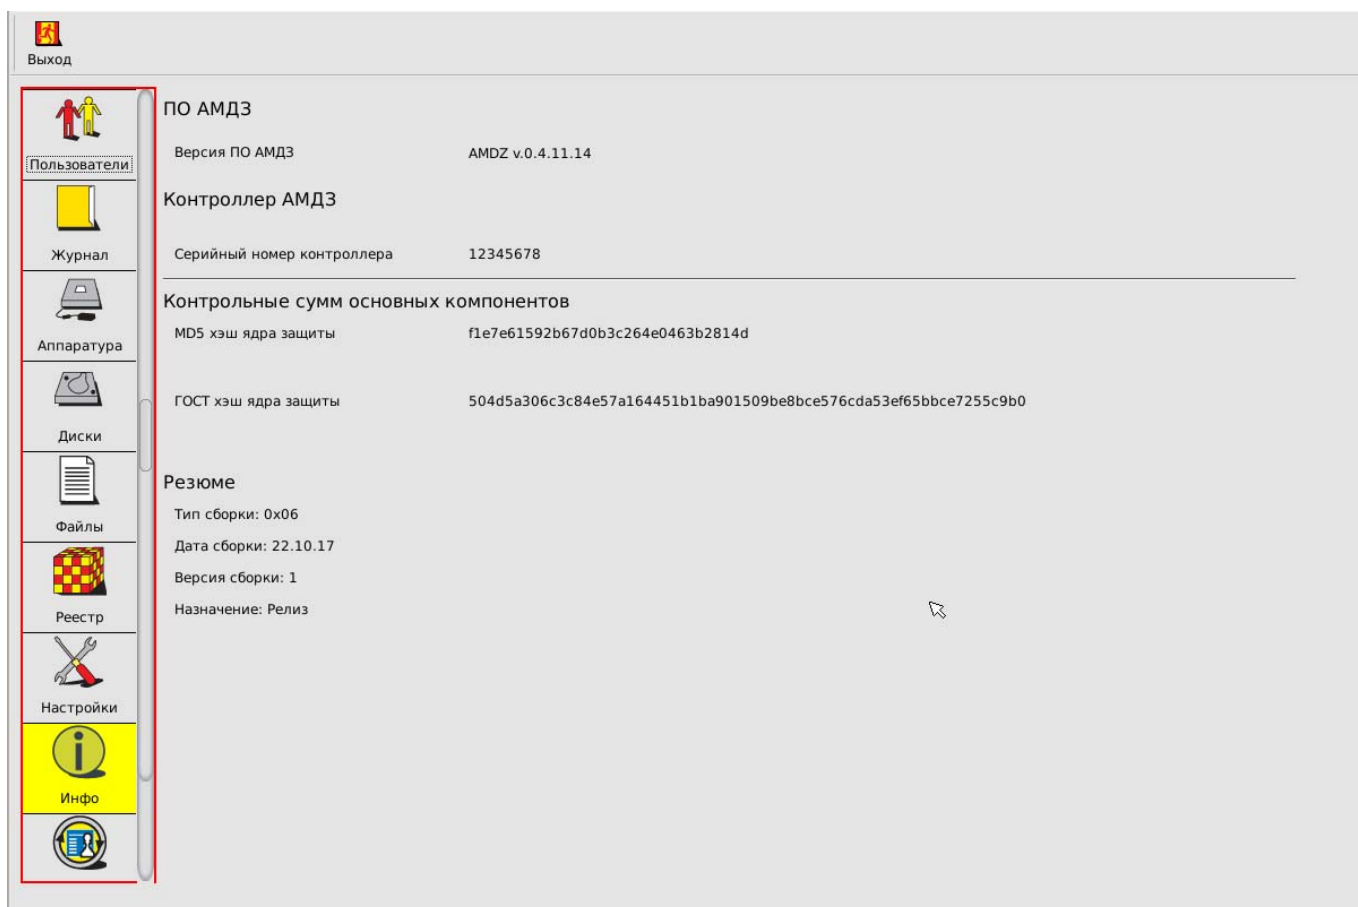 Выход
Пользователи
Журнал
Аппаратура
Диски
Файлы
Реестр
Настройки
Инфо
ПО АМДЗ
Версия ПО АМДЗ AMDZ v.0.4.11.14
Контроллер АМДЗ
Серийный номер контроллера 12345678
Контрольные сумм основных компонентов
MD5 хэш ядра защиты f1e7e61592b67d0b3c264e0463b2814d
ГОСТ хэш ядра защиты 504d5a306c3c84e57a164451b1ba901509be8bce576cda53ef65bbce7255c9b0
Резюме
Тип сборки: 0x06
Дата сборки: 22.10.17
Версия сборки: 1
Назначение: Релиз